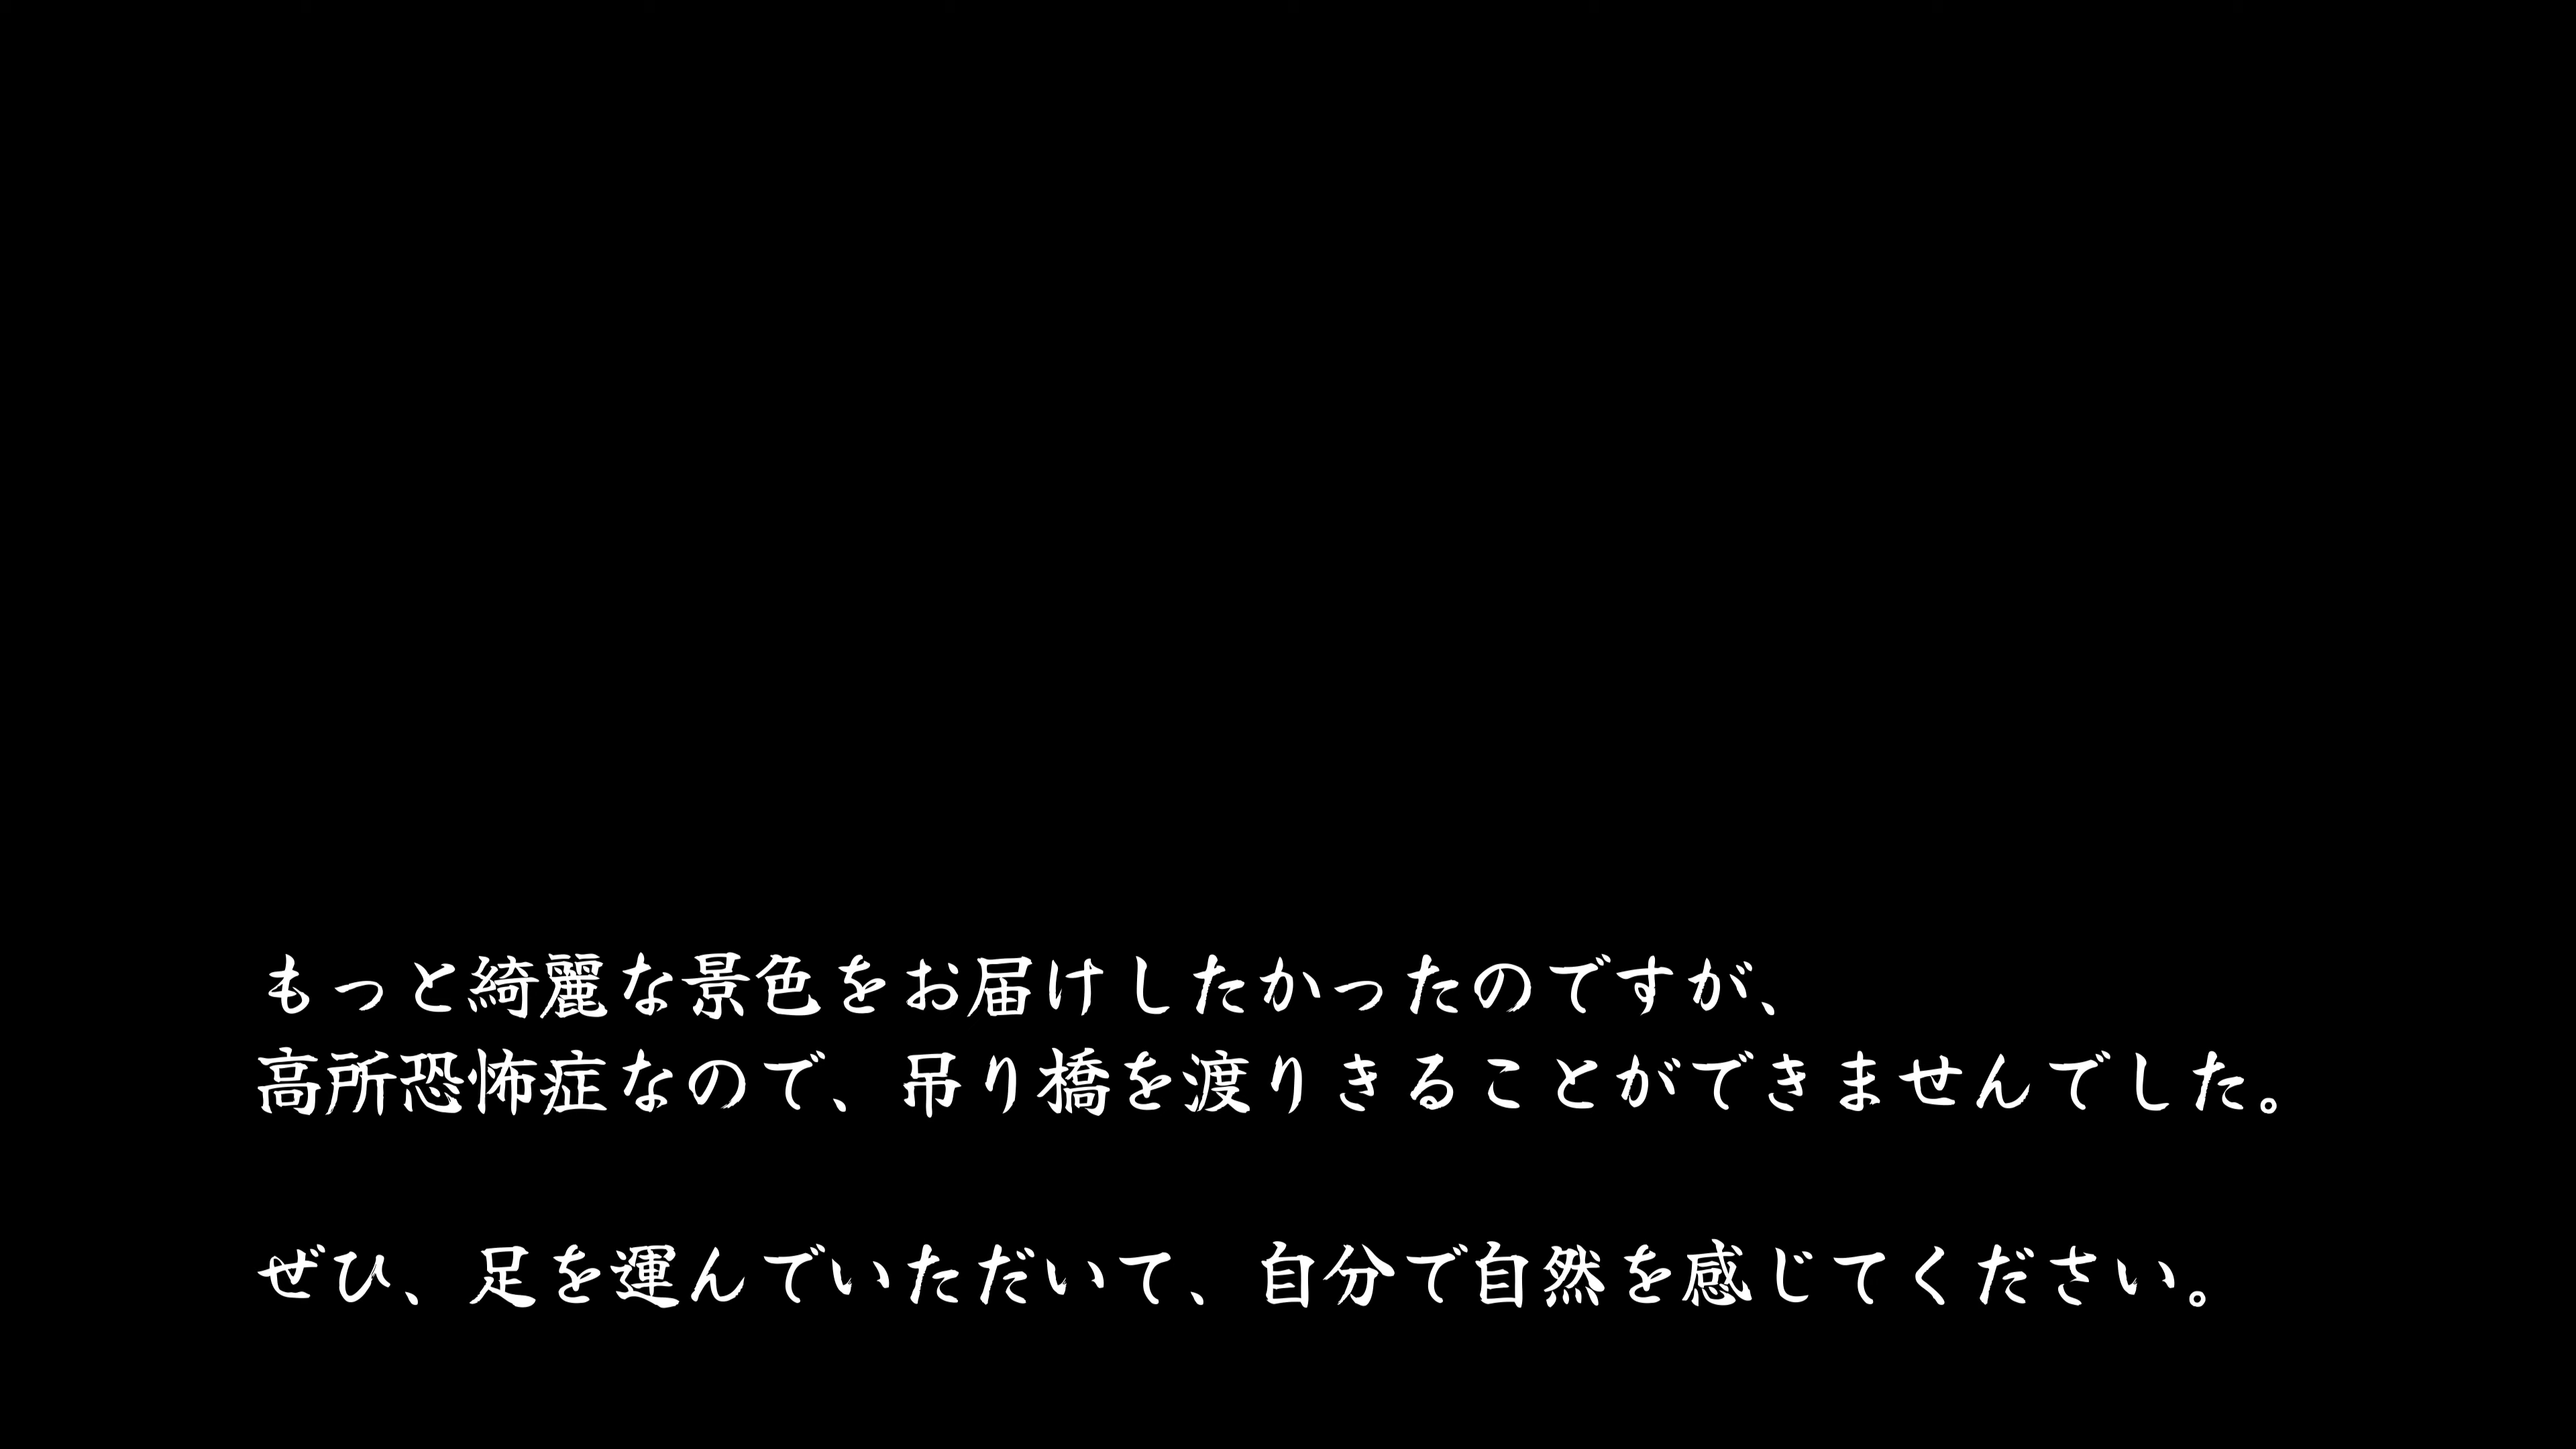 もっと綺麗な景色をお届けしたかったのですが、
高所恐怖症なので、吊り橋を渡りきることができませんでした。
ぜひ、足を運んでいただいて、自分で自然を感じてください。